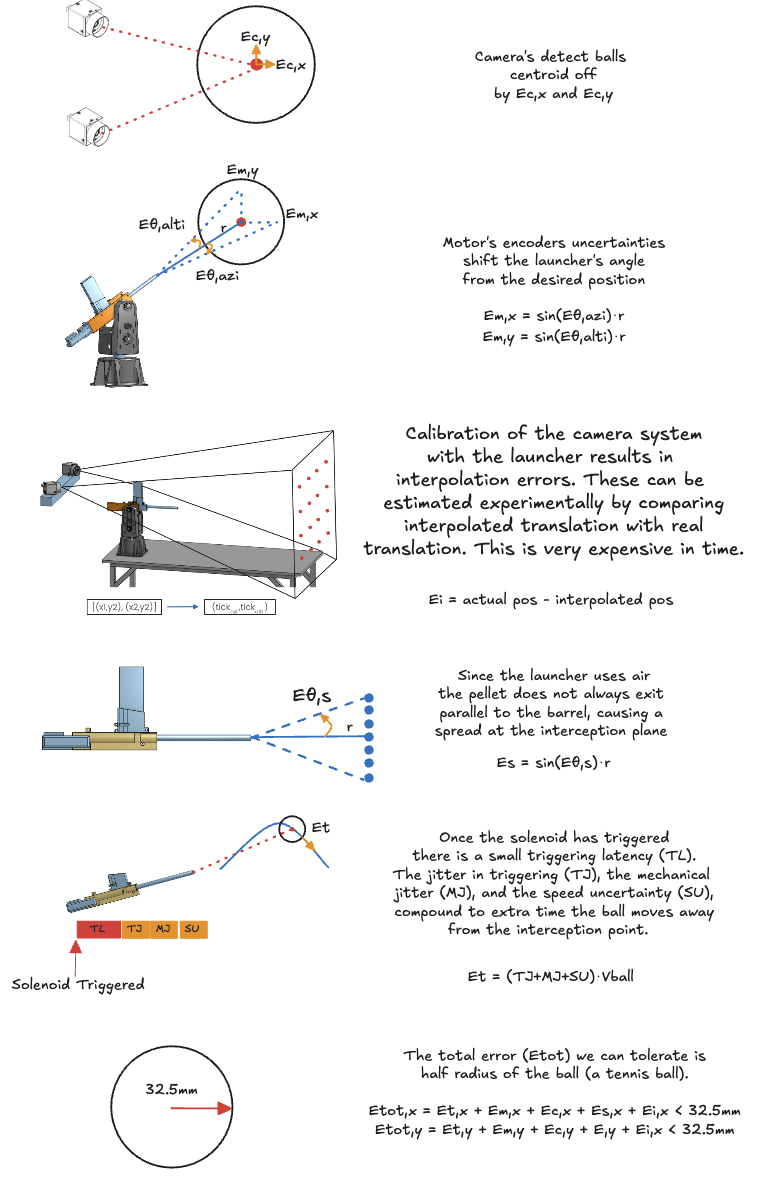 Ec,y
Ec,x
Camera's detect balls
centroid off
by Ec,x and Ec,y
Em,y
Em,x
Eθ,alti
r
Eθ,azi
Motor's encoders uncertainties
shift the launcher's angle
from the desired position
Em,x = sin(Eθ,azi)·r
Em,y = sin(Eθ,alti)·r
Calibration of the camera system
with the launcher results in
interpolation errors. These can be
estimated experimentally by comparing
interpolated translation with real
translation. This is very expensive in time.
[(x1,y2), (x2,y2)]
(tick ,tick )
Ei = actual pos - interpolated pos
Eθ,s
r
Since the launcher uses air
the pellet does not always exit
parallel to the barrel, causing a
spread at the interception plane
Es = sin(Eθ,s)·r
Et
TL TJ MJ SU
Solenoid Triggered
Once the solenoid has triggered
there is a small triggering latency (TL).
The jitter in triggering (TJ), the mechanical
jitter (MJ), and the speed uncertainty (SU),
compound to extra time the ball moves away
from the interception point.
Et = (TJ+MJ+SU)·Vball
32.5mm
The total error (Etot) we can tolerate is
half radius of the ball (a tennis ball).
Etot,x = Et,x + Em,x + Ec,x + Es,x + Ei,x < 32.5mm
Etot,y = Et,y + Em,y + Ec,y + E,y + Ei,x < 32.5mm